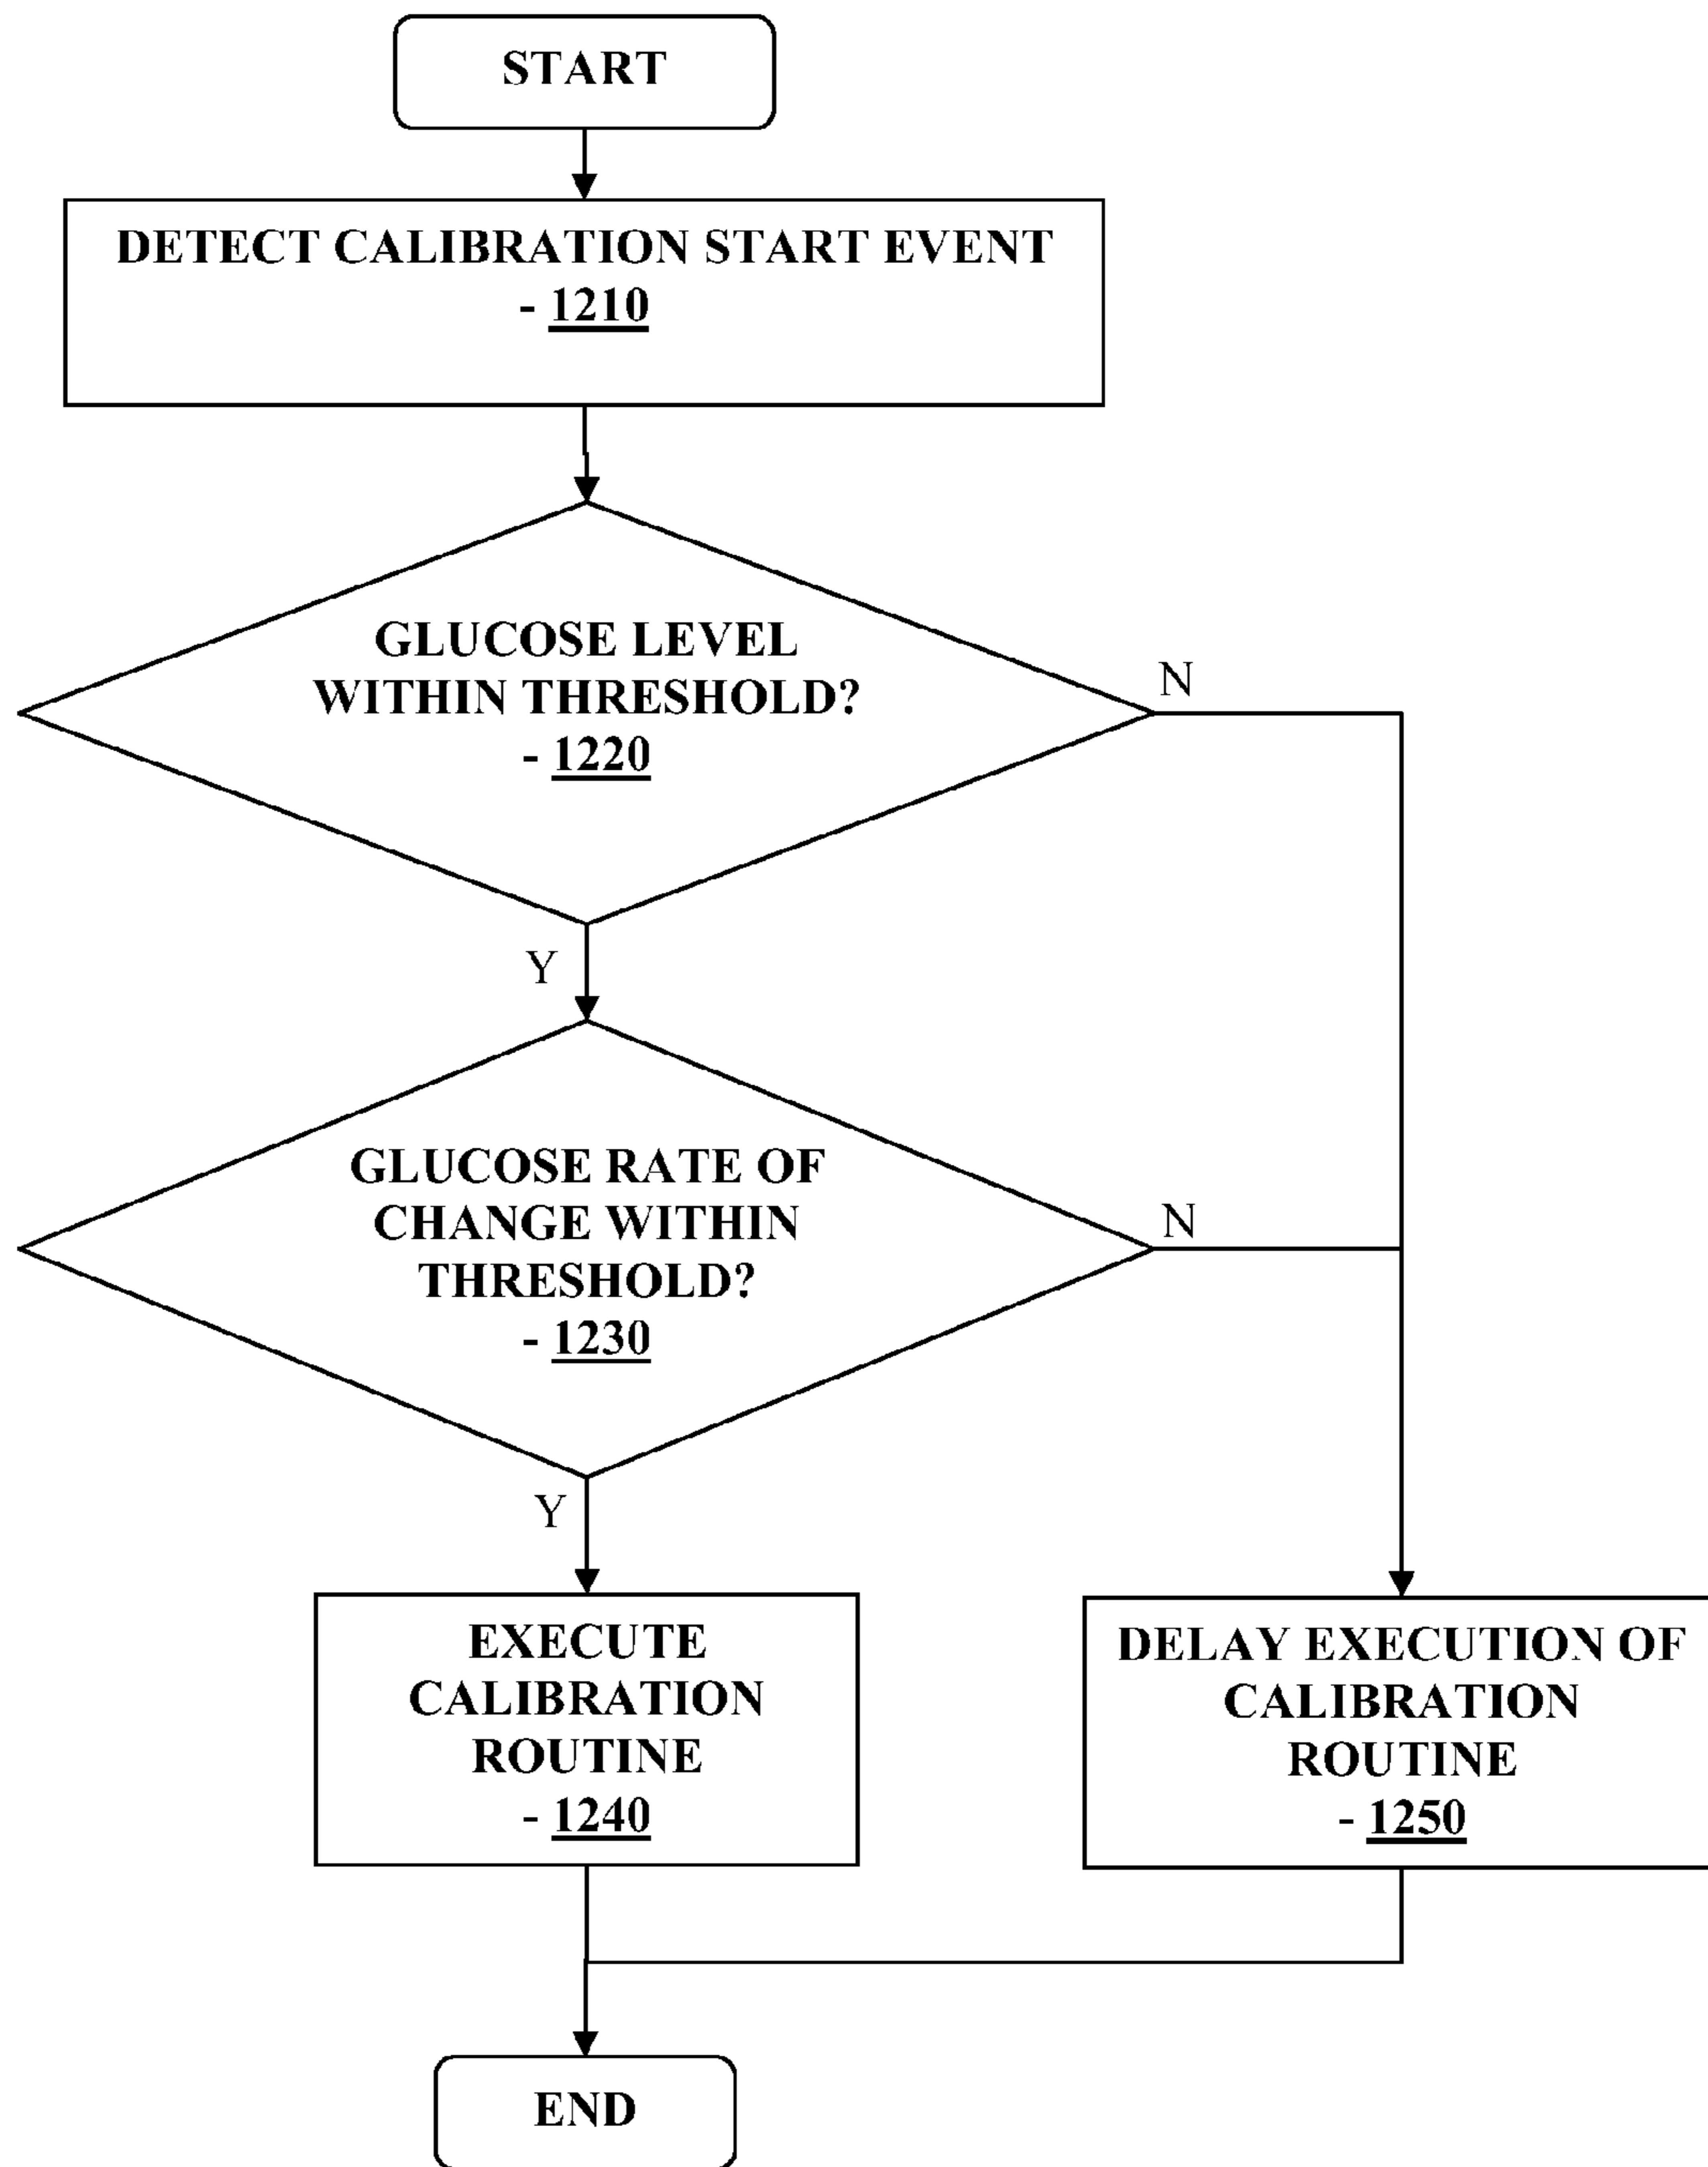 START
DETECT CALIBRATION START EVENT
- 1210
GLUCOSE LEVEL
WITHIN THRESHOLD?
- 1220
N
Y
GLUCOSE RATE OF
CHANGE WITHIN
THRESHOLD?
- 1230
N
Y
EXECUTE
CALIBRATION
ROUTINE
- 1240
DELAY EXECUTION OF
CALIBRATION
ROUTINE
- 1250
END